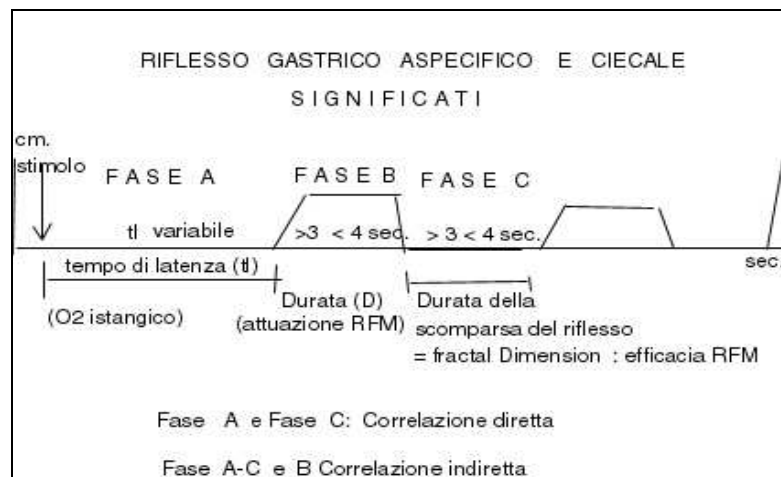 RIFLESSO GASTRICO ASPECIFICO E CIECALE
SIGNIFICATI
cm.
stimolo
FASE A
FASE B
FASE C
tl variabile
>3 < 4 sec.
> 3 < 4 sec.
sec.
tempo di latenza (tl)
(O2 istangico)
Durata (D)
(attuazione RFM)
Durata della
scomparsa del riflesso
= fractal Dimension : efficacia RFM
Fase A e Fase C: Correlazione diretta
Fase A-C e B Correlazione indiretta